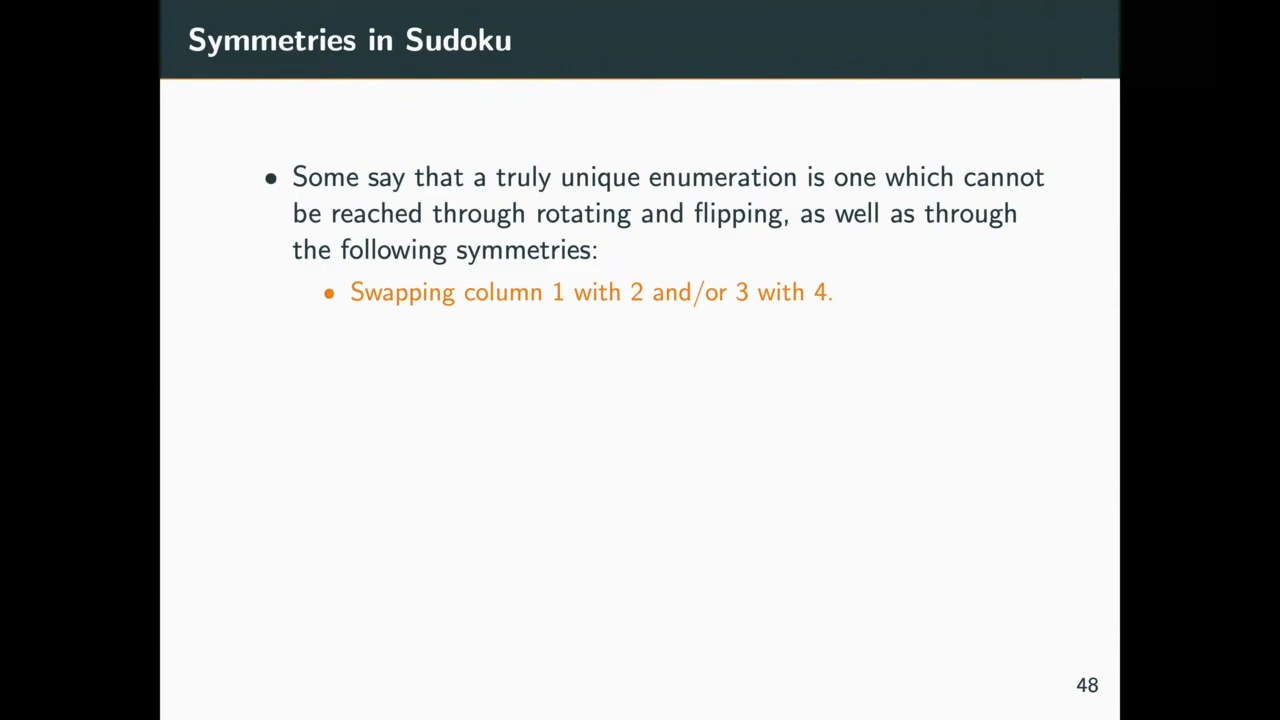 Symmetries in Sudoku
• Some say that a truly unique enumeration is one which cannot
be reached through rotating and flipping, as well as through
the following symmetries:
• Swapping column 1 with 2 and/or 3 with 4.
48